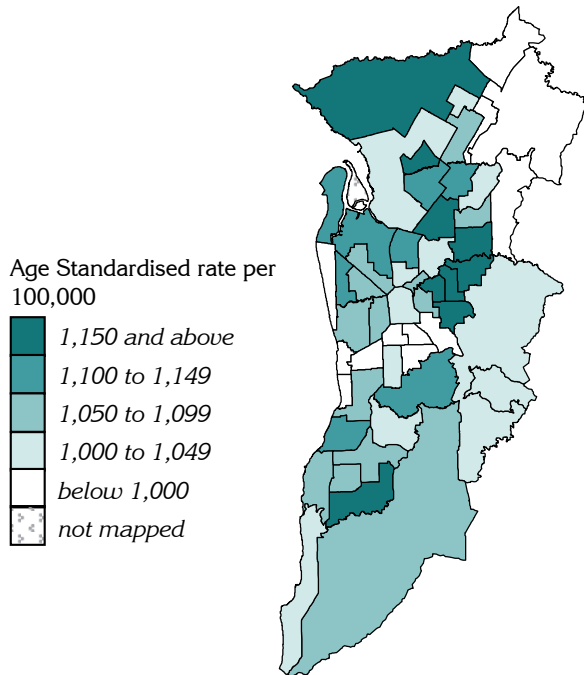 Age Standardised rate per
100,000
1,150 and above
1,100 to 1,149
1,050 to 1,099
1,000 to 1,049
below 1,000
not mapped